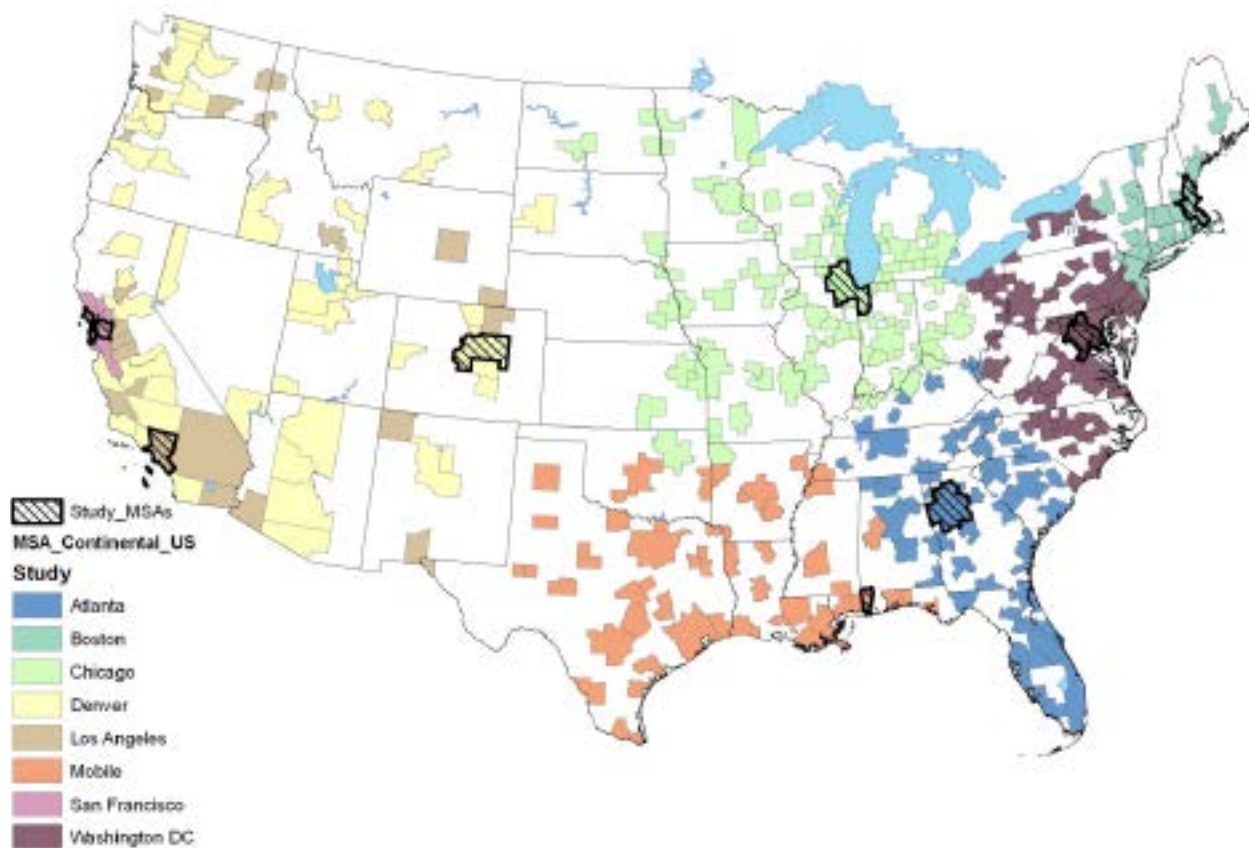 Study_MSAs
MSA_Continental_US
Study
Atlanta
Boston
Chicago
Denver
Los Angeles
Mobile
San Francisco
Washington DC